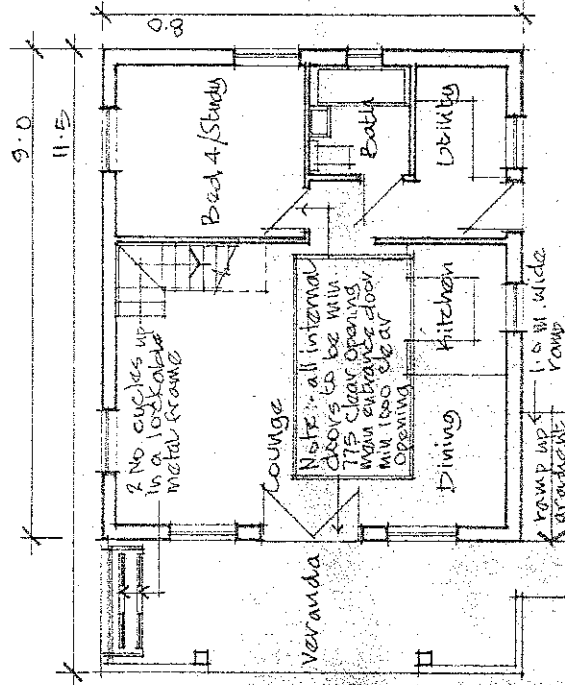 8.0
9.0
11.5
Bed 4/Study
Bath
Utility
2 No cycles up
in a lockable
metal frame
Lounge
Note:- all internal
doors to be min
775 clear opening
main entrance door
min 1000 clear
opening
Kitchen
Dining
Veranda
1.0 m. wide
ramp
ramp up
gradient